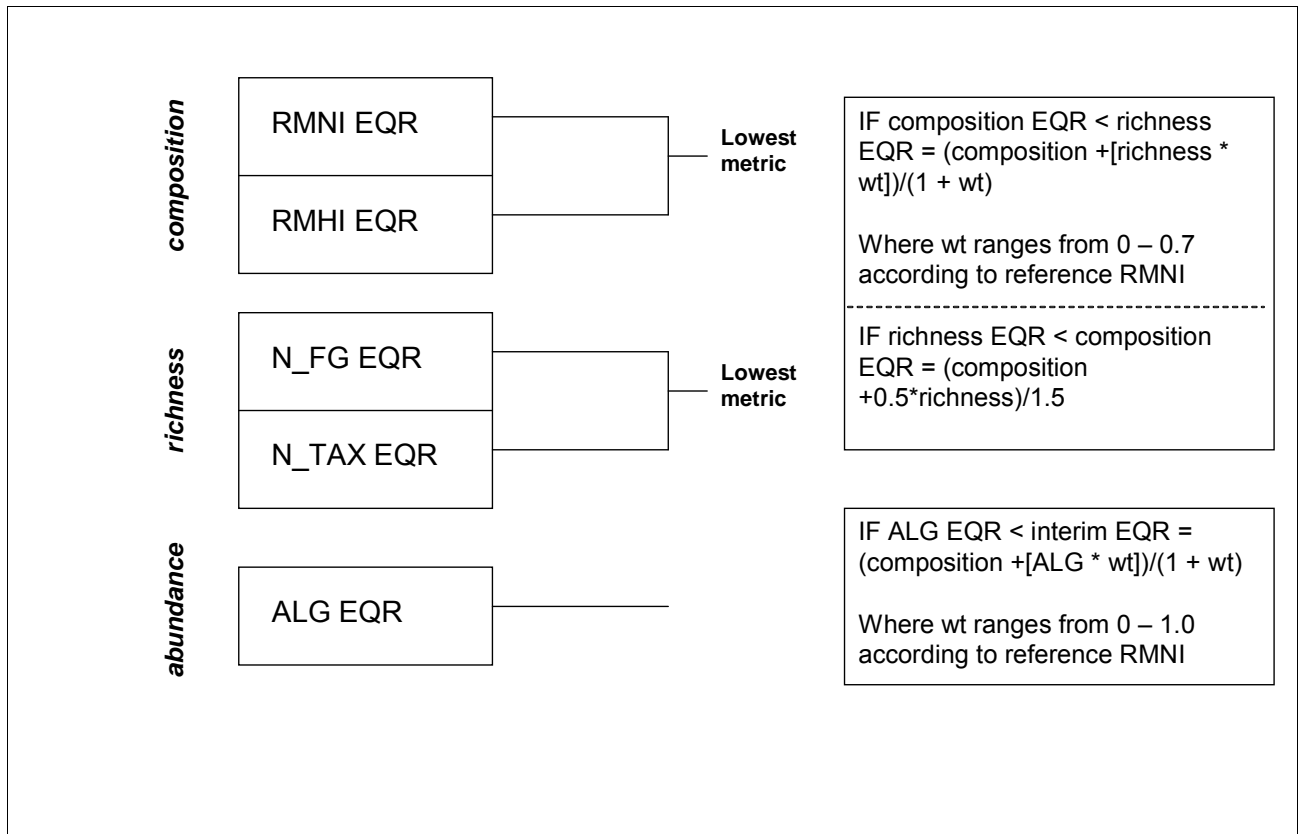 composition
RMNI EQR
RMHI EQR
Lowest
metric
richness
N_FG EQR
N_TAX EQR
Lowest
metric
abundance
ALG EQR
IF composition EQR < richness
EQR = (composition +[richness *
wt])/(1 + wt)
Where wt ranges from 0 – 0.7
according to reference RMNI
IF richness EQR < composition
EQR = (composition
+0.5*richness)/1.5
IF ALG EQR < interim EQR =
(composition +[ALG * wt])/(1 + wt)
Where wt ranges from 0 – 1.0
according to reference RMNI